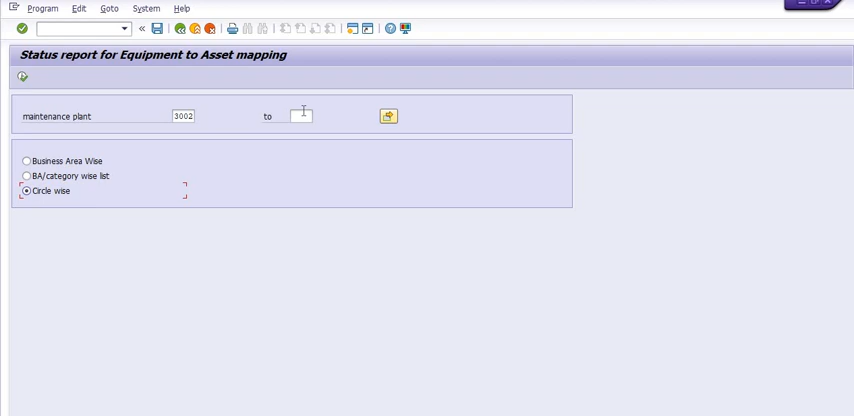 Program Edit Goto System Help
Status report for Equipment to Asset mapping
maintenance plant 3002 to
Business Area Wise
BA/category wise list
Circle wise